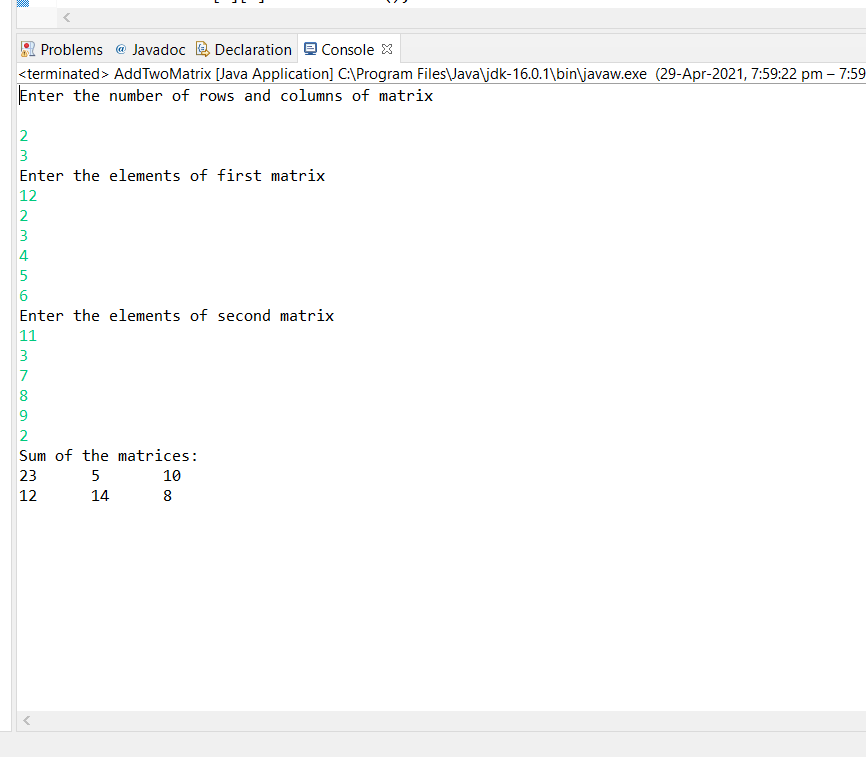 Problems @ Javadoc Declaration Console
<terminated> AddTwoMatrix [Java Application] C:\Program Files\Java\jdk-16.0.1\bin\javaw.exe (29-Apr-2021, 7:59:22 pm – 7:59
Enter the number of rows and columns of matrix
2
3
Enter the elements of first matrix
12
2
3
4
5
6
Enter the elements of second matrix
11
3
7
8
9
2
Sum of the matrices:
23 5 10
12 14 8